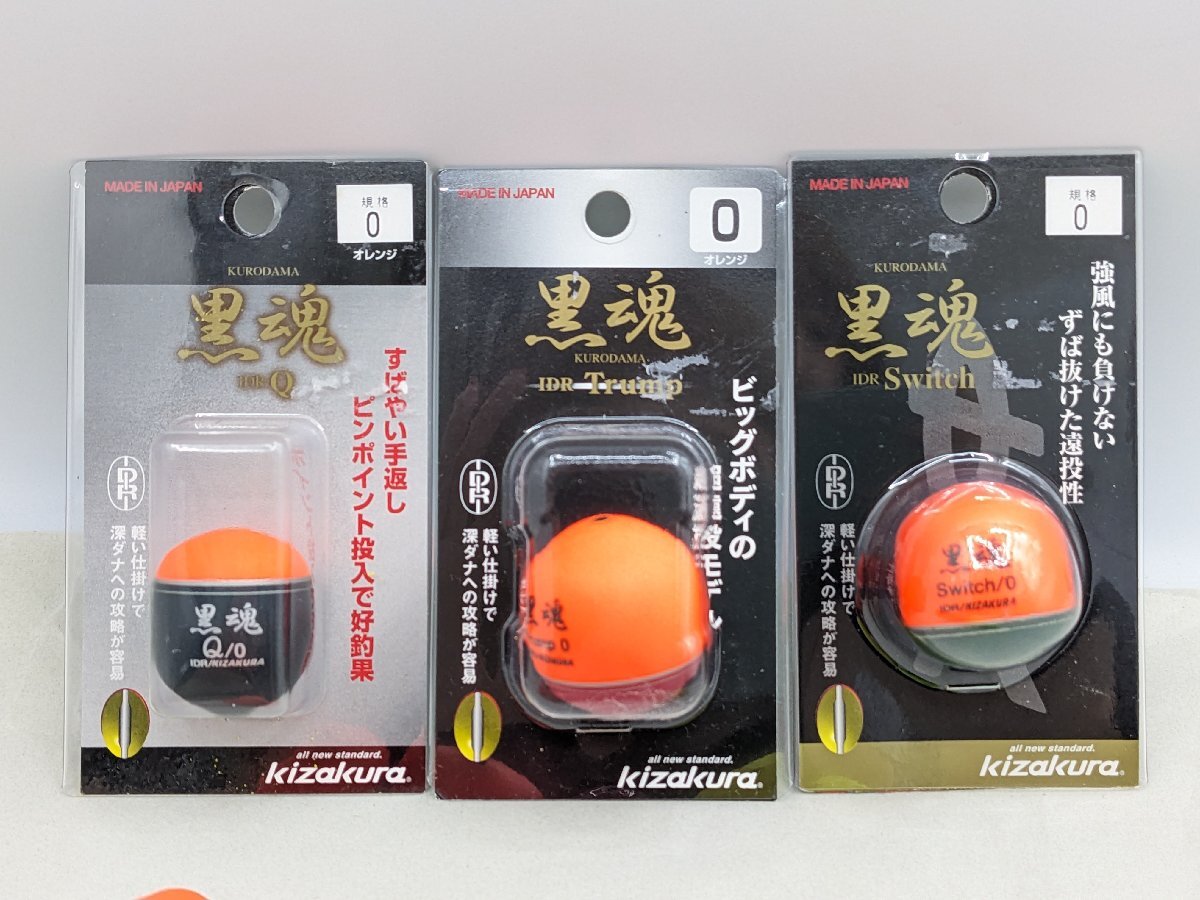 MADE IN JAPAN
規格
0
オレンジ
KURODAMA
黒魂
IDR Q
すばやい手返し
ピンポイント投入で好釣果
IDR
軽い仕掛けで
深ダナへの攻略が容易
黒魂
Q/0
IDR/KIZAKURA
all new standard.
kizakura®
MADE IN JAPAN
0
オレンジ
黒魂
KURODAMA
IDR Trump
ビッグボディの
IDR
軽い仕掛けで
深ダナへの攻略が容易
黒魂
0
all new standard.
kizakura®
MADE IN JAPAN
規格
0
KURODAMA
黒魂
IDR Switch
強風にも負けない
ずば抜けた遠投性
IDR
軽い仕掛けで
深ダナへの攻略が容易
黒魂
Switch/0
IDR/KIZAKURA
all new standard.
kizakura®